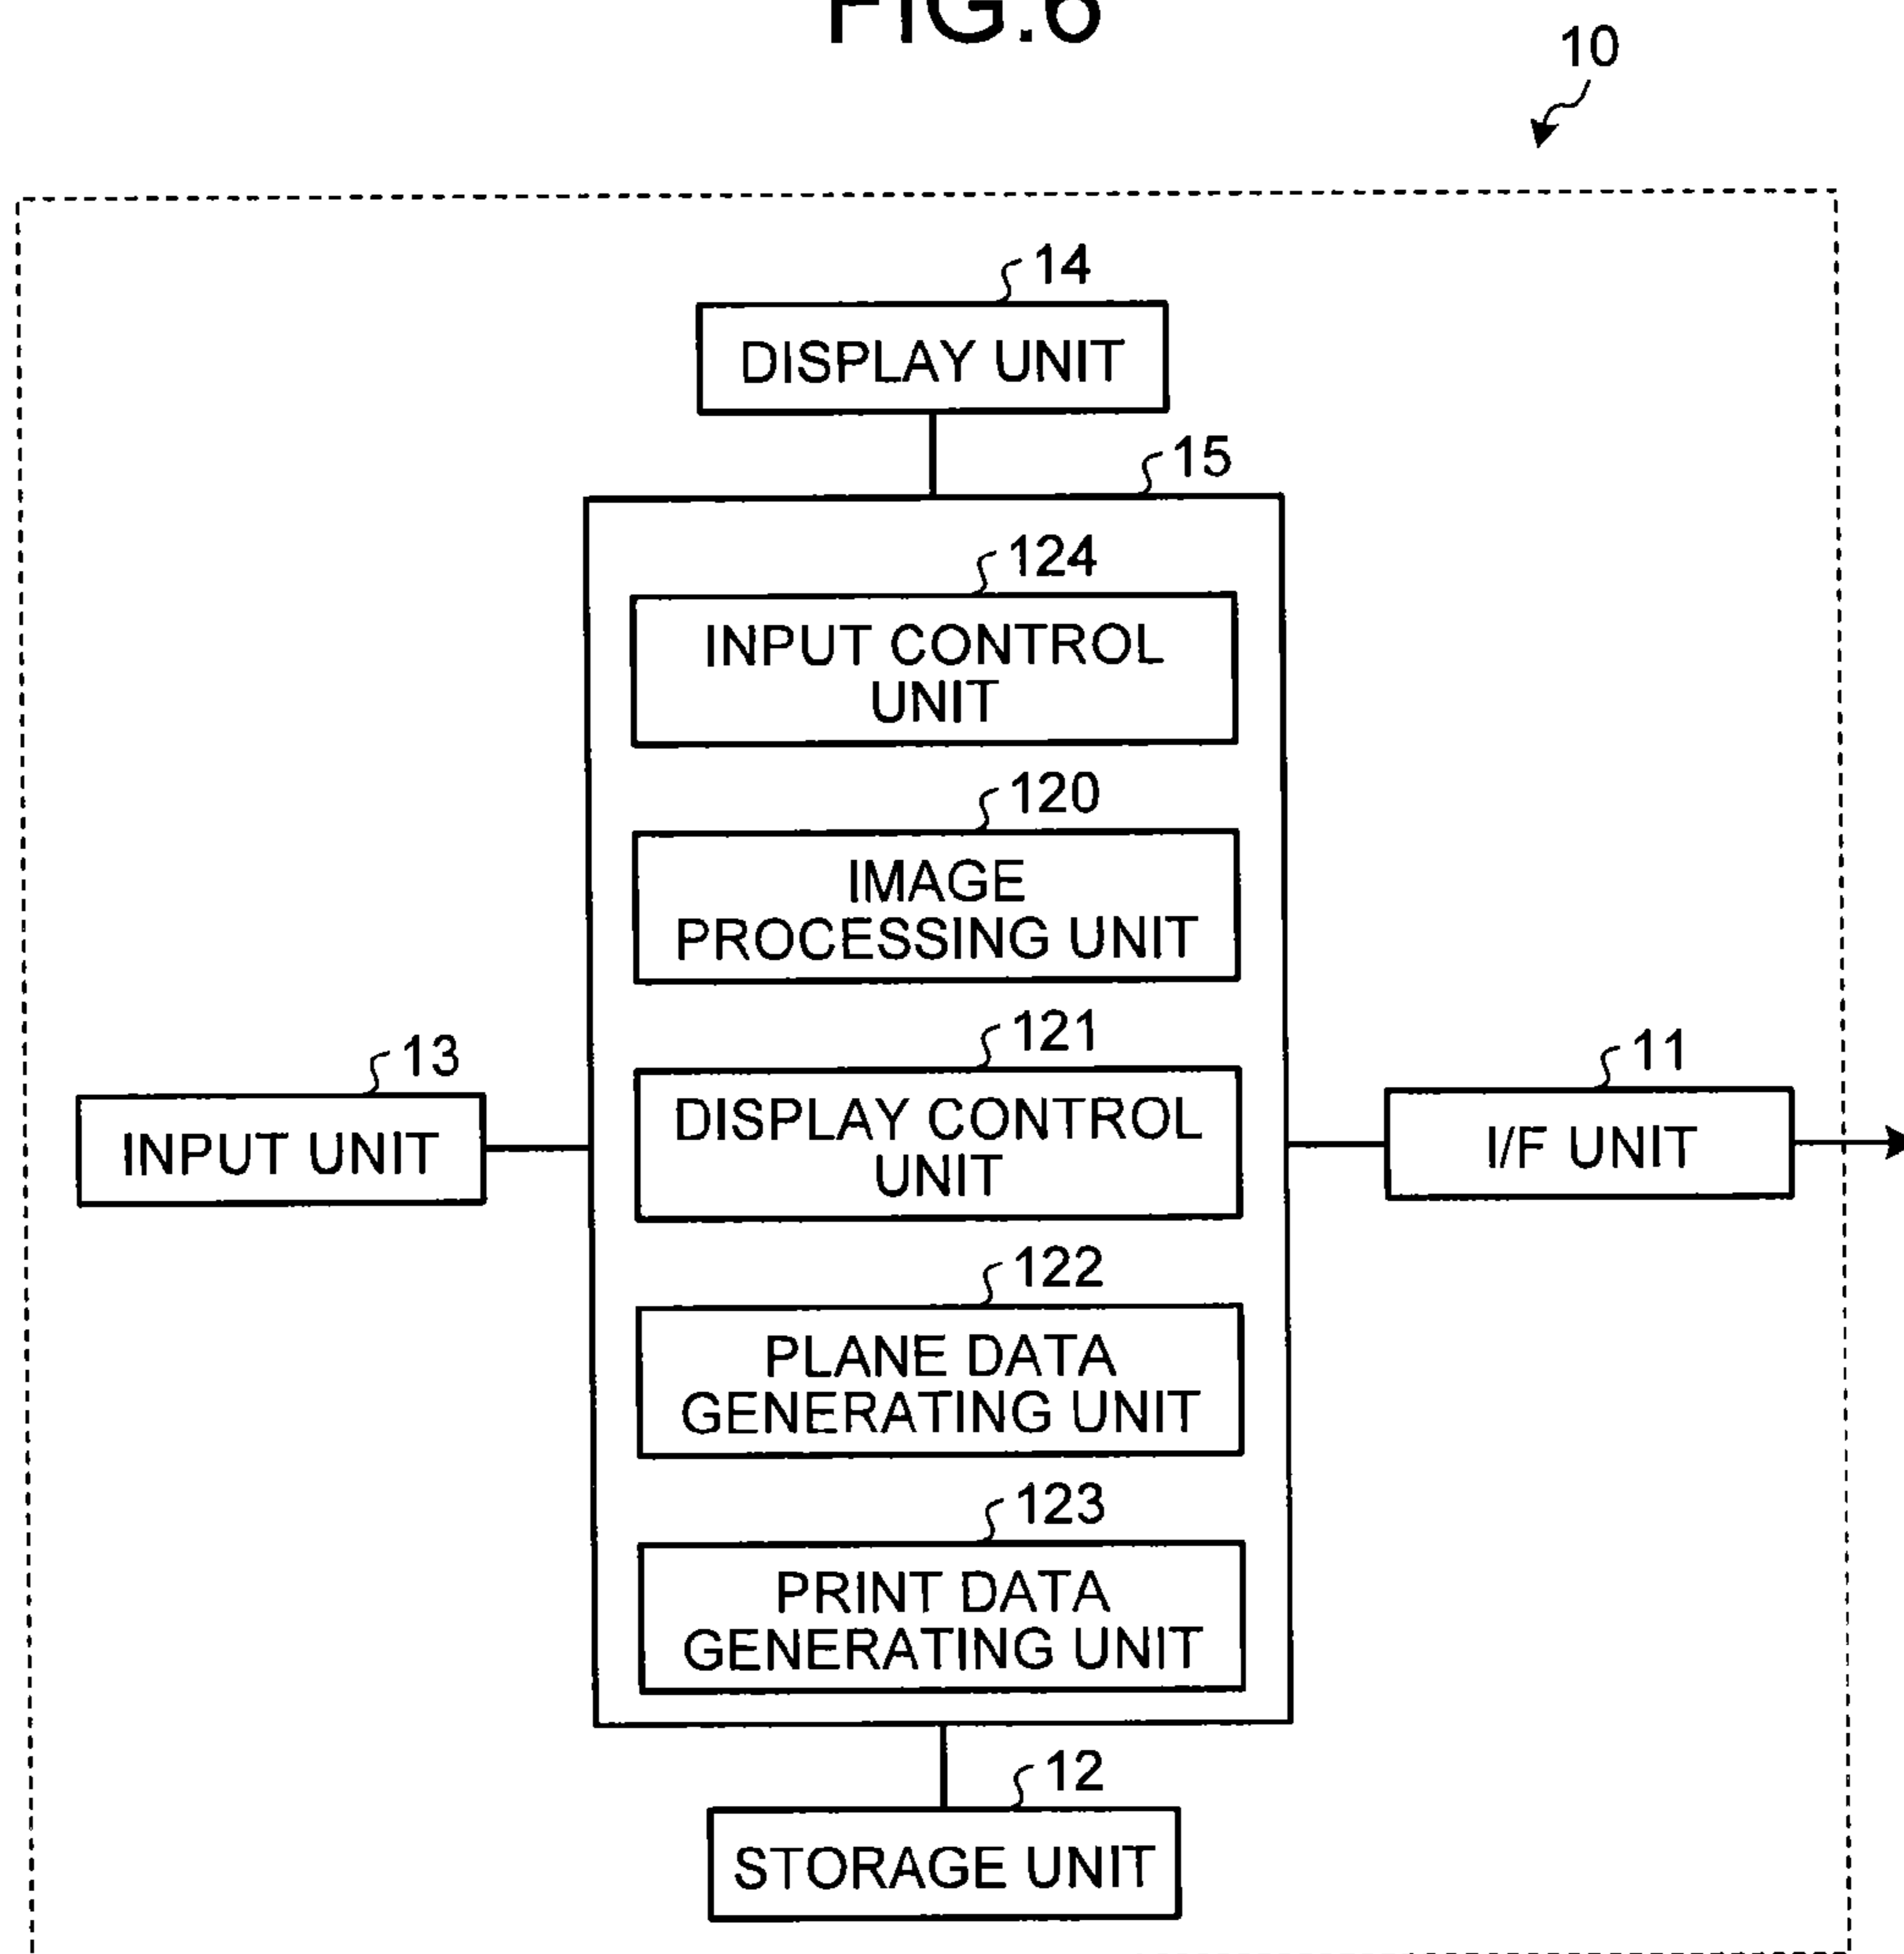 FIG.6
10
14
DISPLAY UNIT
15
124
INPUT CONTROL
UNIT
120
IMAGE
PROCESSING UNIT
121
DISPLAY CONTROL
UNIT
13
INPUT UNIT
11
I/F UNIT
122
PLANE DATA
GENERATING UNIT
123
PRINT DATA
GENERATING UNIT
12
STORAGE UNIT